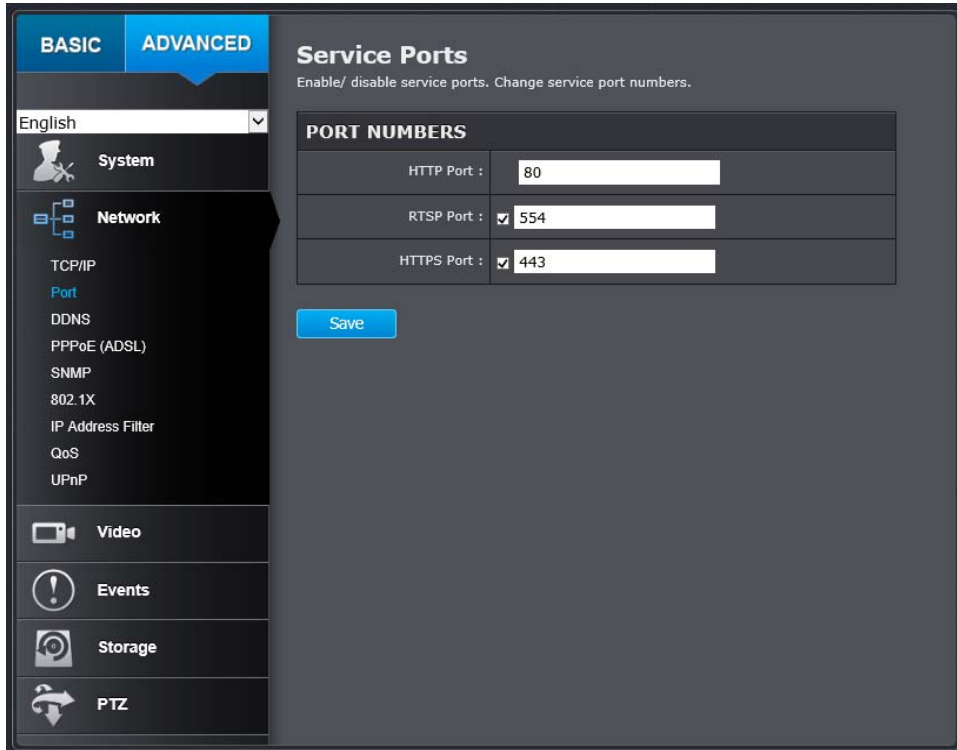 BASIC
ADVANCED
English
System
Network
TCP/IP
Port
DDNS
PPPoE (ADSL)
SNMP
802.1X
IP Address Filter
QoS
UPnP
Video
Events
Storage
PTZ
Service Ports
Enable/ disable service ports. Change service port numbers.
PORT NUMBERS
HTTP Port : 80
RTSP Port : 554
HTTPS Port : 443
Save